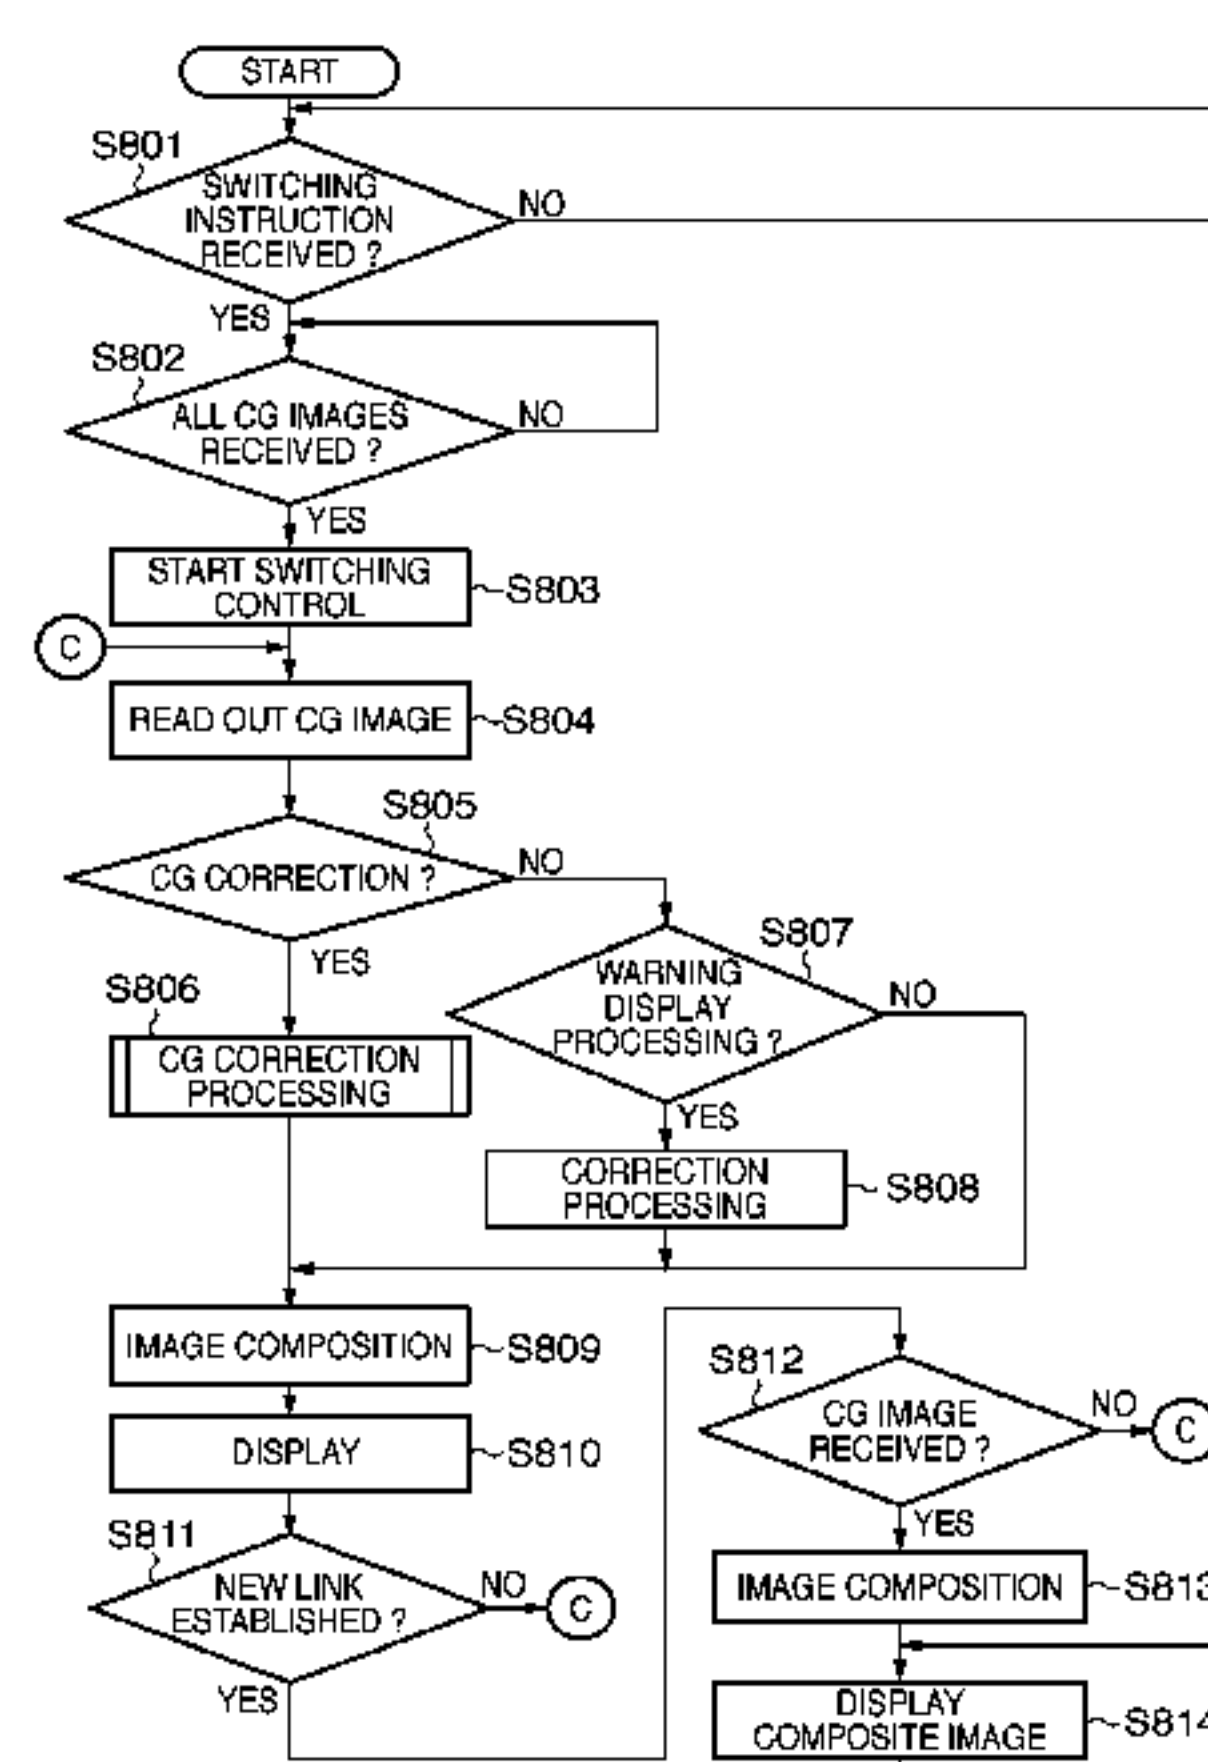 START
S801
SWITCHING
INSTRUCTION
RECEIVED ?
NO
YES
S802
ALL CG IMAGES
RECEIVED ?
NO
YES
START SWITCHING
CONTROL
S803
C
READ OUT CG IMAGE
S804
S805
CG CORRECTION ?
NO
YES
S806
CG CORRECTION
PROCESSING
S807
WARNING
DISPLAY
PROCESSING ?
NO
YES
CORRECTION
PROCESSING
S808
IMAGE COMPOSITION
S809
DISPLAY
S810
S811
NEW LINK
ESTABLISHED ?
NO
C
YES
S812
CG IMAGE
RECEIVED ?
NO
C
YES
IMAGE COMPOSITION
S813
DISPLAY
COMPOSITE IMAGE
S814